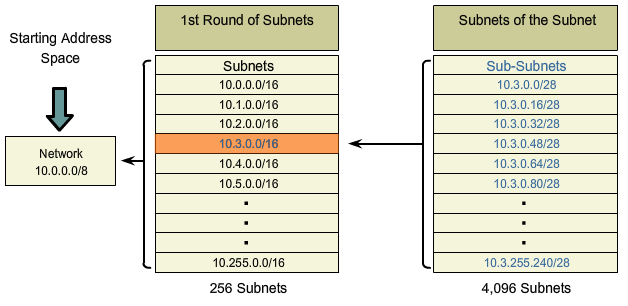 Starting Address
Space
Network
10.0.0.0/8
1st Round of Subnets
Subnets
10.0.0.0/16
10.1.0.0/16
10.2.0.0/16
10.3.0.0/16
10.4.0.0/16
10.5.0.0/16
10.255.0.0/16
256 Subnets
Subnets of the Subnet
Sub-Subnets
10.3.0.0/28
10.3.0.16/28
10.3.0.32/28
10.3.0.48/28
10.3.0.64/28
10.3.0.80/28
10.3.255.240/28
4,096 Subnets